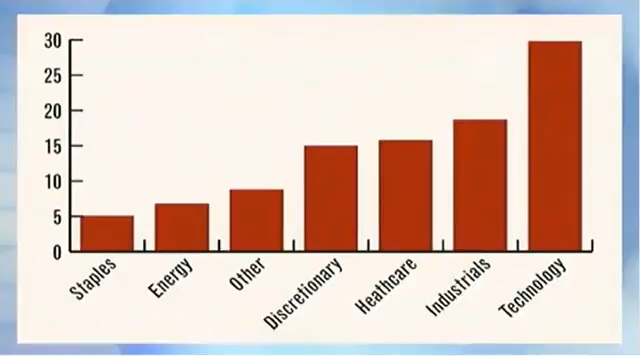 30
25
20
15
10
5
0
Staples
Energy
Other
Discretionary
Heathcare
Industrials
Technology